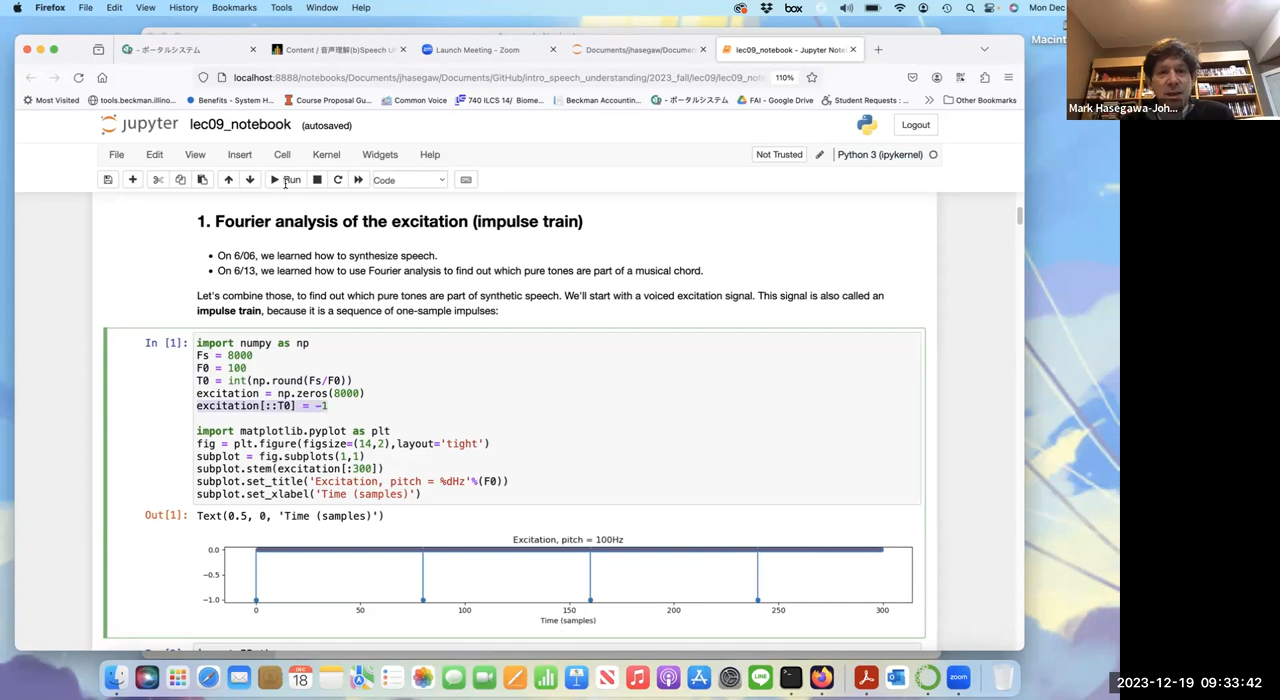 Firefox File Edit View History Bookmarks Tools Window Help box Mon Dec
ポータルシステム Content / 音声理解 Launch Meeting - Zoom Documents/jhasegaw/Documen lec09_notebook - Jupyter Note
Macint
localhost:8888/notebooks/Documents/jhasegaw/Documents/GitHub/intro_speech_understanding/2023_fall/lec09/lec09_note 110%
Most Visited tools.beckman.illino... Benefits - System H... Course Proposal Gu... Common Voice 740 ILCS 14/ Biome... Beckman Accountin... ポータルシステム FAI - Google Drive Student Requests : ... Other Bookmarks
Mark Hasegawa-Joh...
jupyter lec09_notebook (autosaved) Logout
File Edit View Insert Cell Kernel Widgets Help Not Trusted Python 3 (ipykernel)
Run Code
1. Fourier analysis of the excitation (impulse train)
• On 6/06, we learned how to synthesize speech.
• On 6/13, we learned how to use Fourier analysis to find out which pure tones are part of a musical chord.
Let's combine those, to find out which pure tones are part of synthetic speech. We'll start with a voiced excitation signal. This signal is also called an
impulse train, because it is a sequence of one-sample impulses:
In [1]: import numpy as np
Fs = 8000
F0 = 100
T0 = int(np.round(Fs/F0))
excitation = np.zeros(8000)
excitation[::T0] = -1
import matplotlib.pyplot as plt
fig = plt.figure(figsize=(14,2),layout='tight')
subplot = fig.subplots(1,1)
subplot.stem(excitation[:300])
subplot.set_title('Excitation, pitch = %dHz'%(F0))
subplot.set_xlabel('Time (samples)')
Out[1]: Text(0.5, 0, 'Time (samples)')
Excitation, pitch = 100Hz
0.0
−0.5
−1.0
0 50 100 150 200 250 300
Time (samples)
DEC
18
zoom
2023-12-19 09:33:42